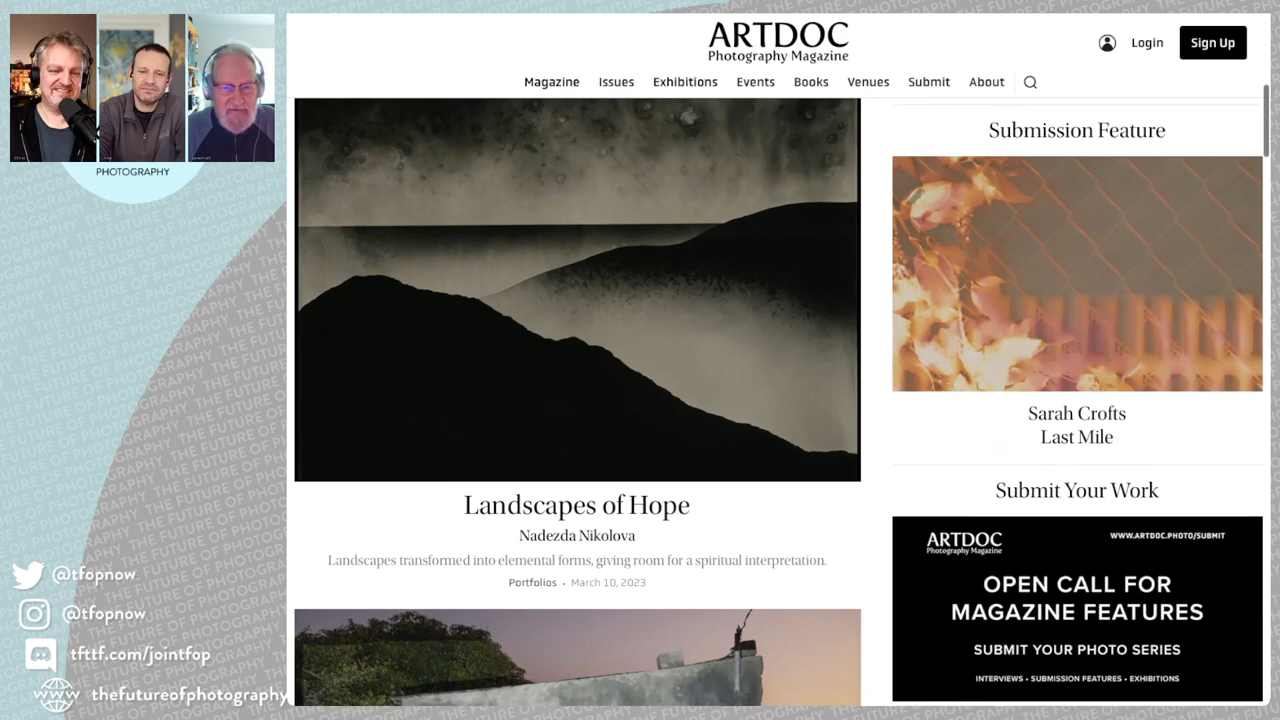 PHOTOGRAPHY
@tfopnow
@tfopnow
tfttf.com/jointfop
www thefutureofphotography
ARTDOC
Photography Magazine
Login
Sign Up
Magazine Issues Exhibitions Events Books Venues Submit About
Landscapes of Hope
Nadezda Nikolova
Landscapes transformed into elemental forms, giving room for a spiritual interpretation.
Portfolios • March 10, 2023
Submission Feature
Sarah Crofts
Last Mile
Submit Your Work
ARTDOC
Photography Magazine
WWW.ARTDOC.PHOTO/SUBMIT
OPEN CALL FOR
MAGAZINE FEATURES
SUBMIT YOUR PHOTO SERIES
INTERVIEWS • SUBMISSION FEATURES • EXHIBITIONS